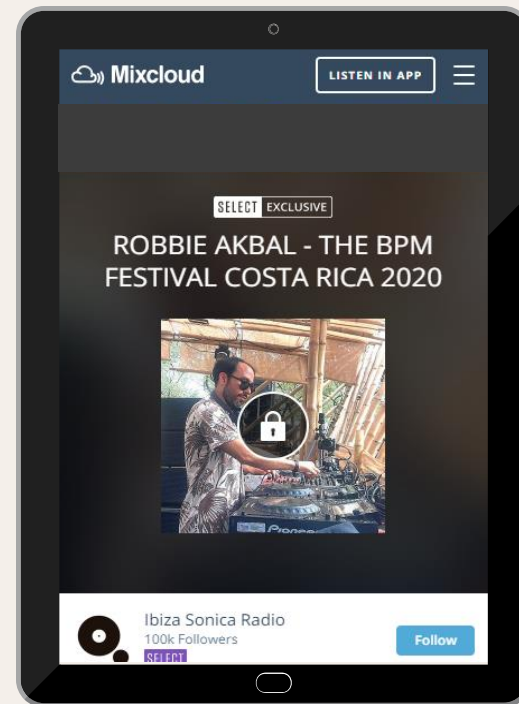 Mixcloud
LISTEN IN APP
SELECT EXCLUSIVE
ROBBIE AKBAL - THE BPM
FESTIVAL COSTA RICA 2020
Pioneer
Ibiza Sonica Radio
100k Followers
Follow
SELECT